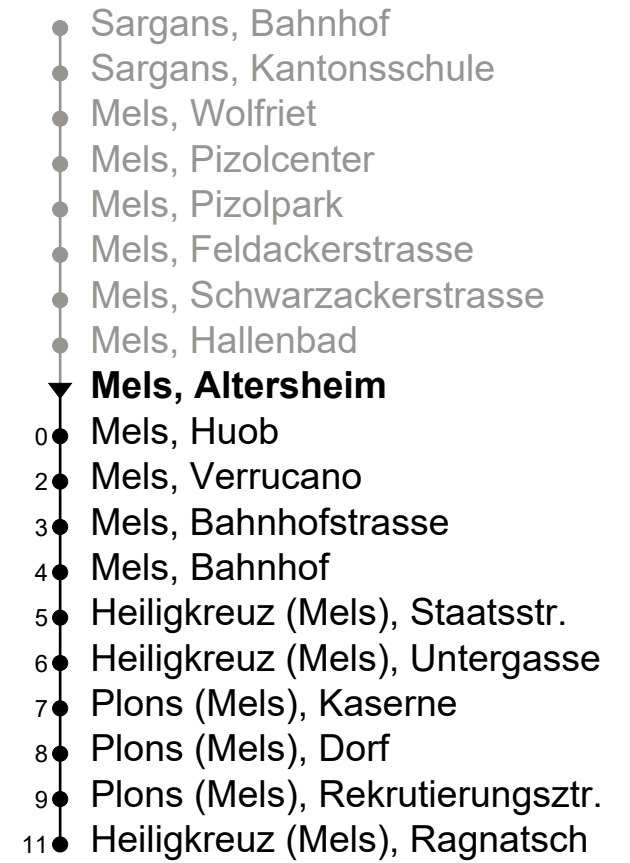 Sargans, Bahnhof
Sargans, Kantonsschule
Mels, Wolfriet
Mels, Pizolcenter
Mels, Pizolpark
Mels, Feldackerstrasse
Mels, Schwarzackerstrasse
Mels, Hallenbad
Mels, Altersheim
0 Mels, Huob
2 Mels, Verrucano
3 Mels, Bahnhofstrasse
4 Mels, Bahnhof
5 Heiligkreuz (Mels), Staatsstr.
6 Heiligkreuz (Mels), Untergasse
7 Plons (Mels), Kaserne
8 Plons (Mels), Dorf
9 Plons (Mels), Rekrutierungsztr.
11 Heiligkreuz (Mels), Ragnatsch